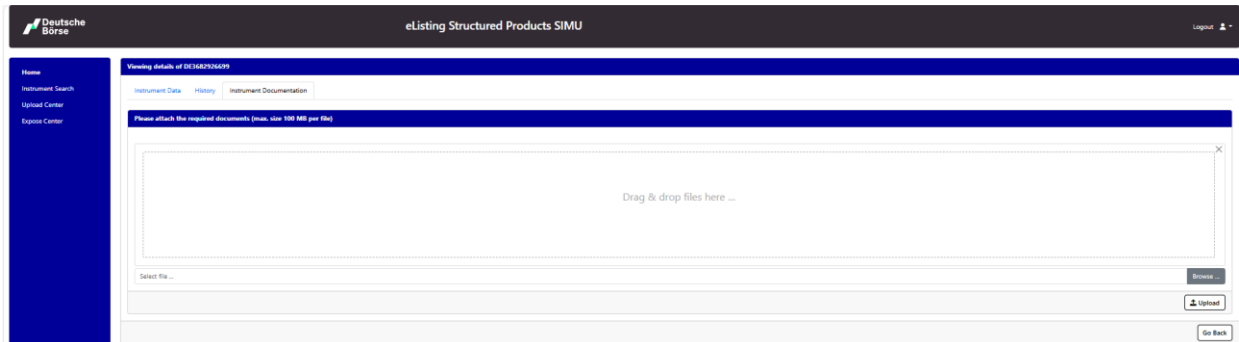 Deutsche
Börse
eListing Structured Products SIMU
Logout
Home
Instrument Search
Upload Center
Expose Center
Viewing details of DE3682926699
Instrument Data History Instrument Documentation
Please attach the required documents (max. size 100 MB per file)
Drag & drop files here ...
Select file ...
Browse ...
Upload
Go Back